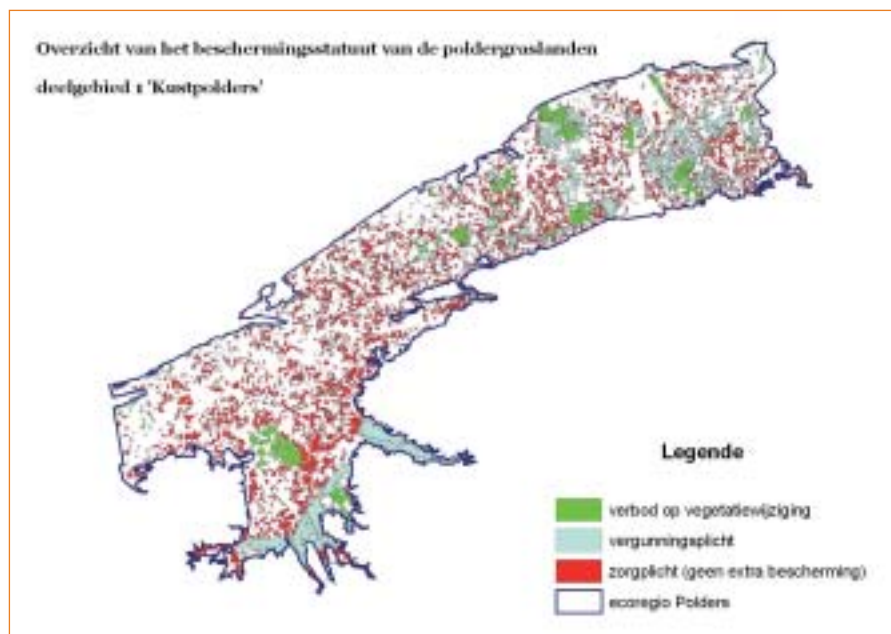 Overzicht van het beschermingsstatuut van de poldergraslanden
deelgebied 1 'Kustpolders'
Legende
verbod op vegetatiewijziging
vergunningsplicht
zorgplicht (geen extra bescherming)
ecoregio Polders